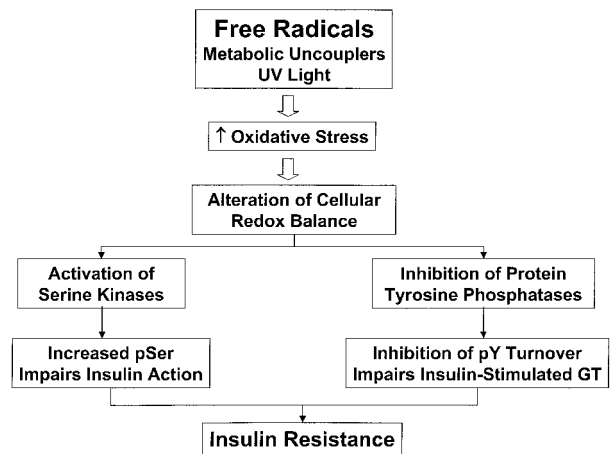 Free Radicals
Metabolic Uncouplers
UV Light
↑ Oxidative Stress
Alteration of Cellular
Redox Balance
Activation of
Serine Kinases
Inhibition of Protein
Tyrosine Phosphatases
Increased pSer
Impairs Insulin Action
Inhibition of pY Turnover
Impairs Insulin-Stimulated GT
Insulin Resistance